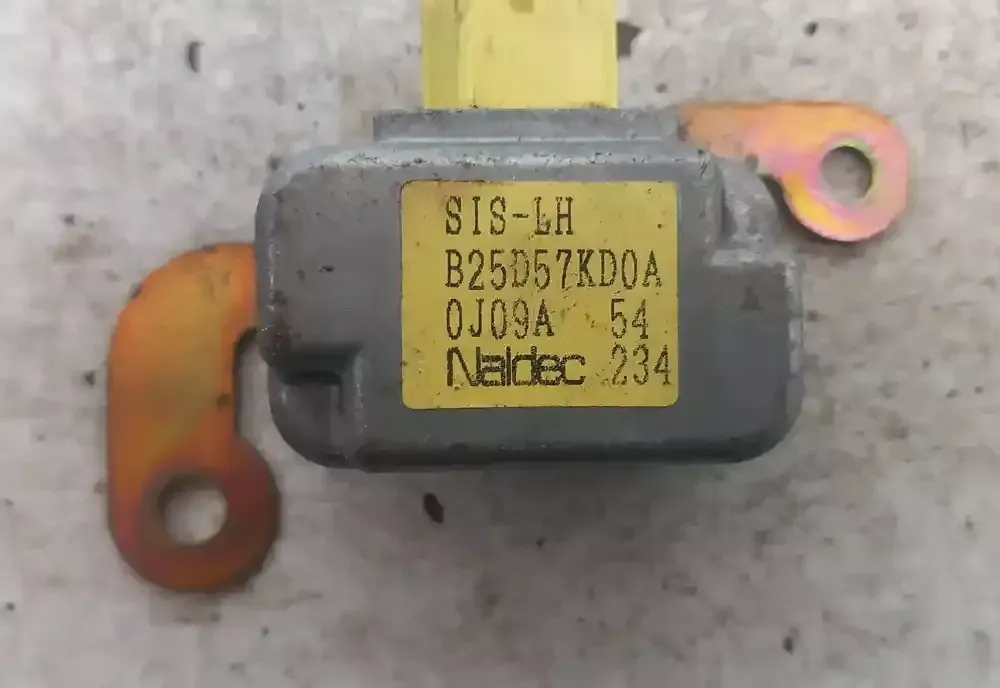 SIS-LH
B25D57KD0A
0J09A 54
Naldec 234